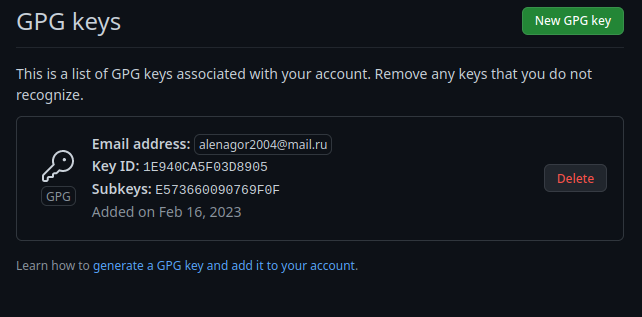 GPG keys
New GPG key
This is a list of GPG keys associated with your account. Remove any keys that you do not
recognize.
Email address: alenagor2004@mail.ru
Key ID: 1E940CA5F03D8905
Subkeys: E573660090769F0F
Added on Feb 16, 2023
GPG
Delete
Learn how to generate a GPG key and add it to your account.